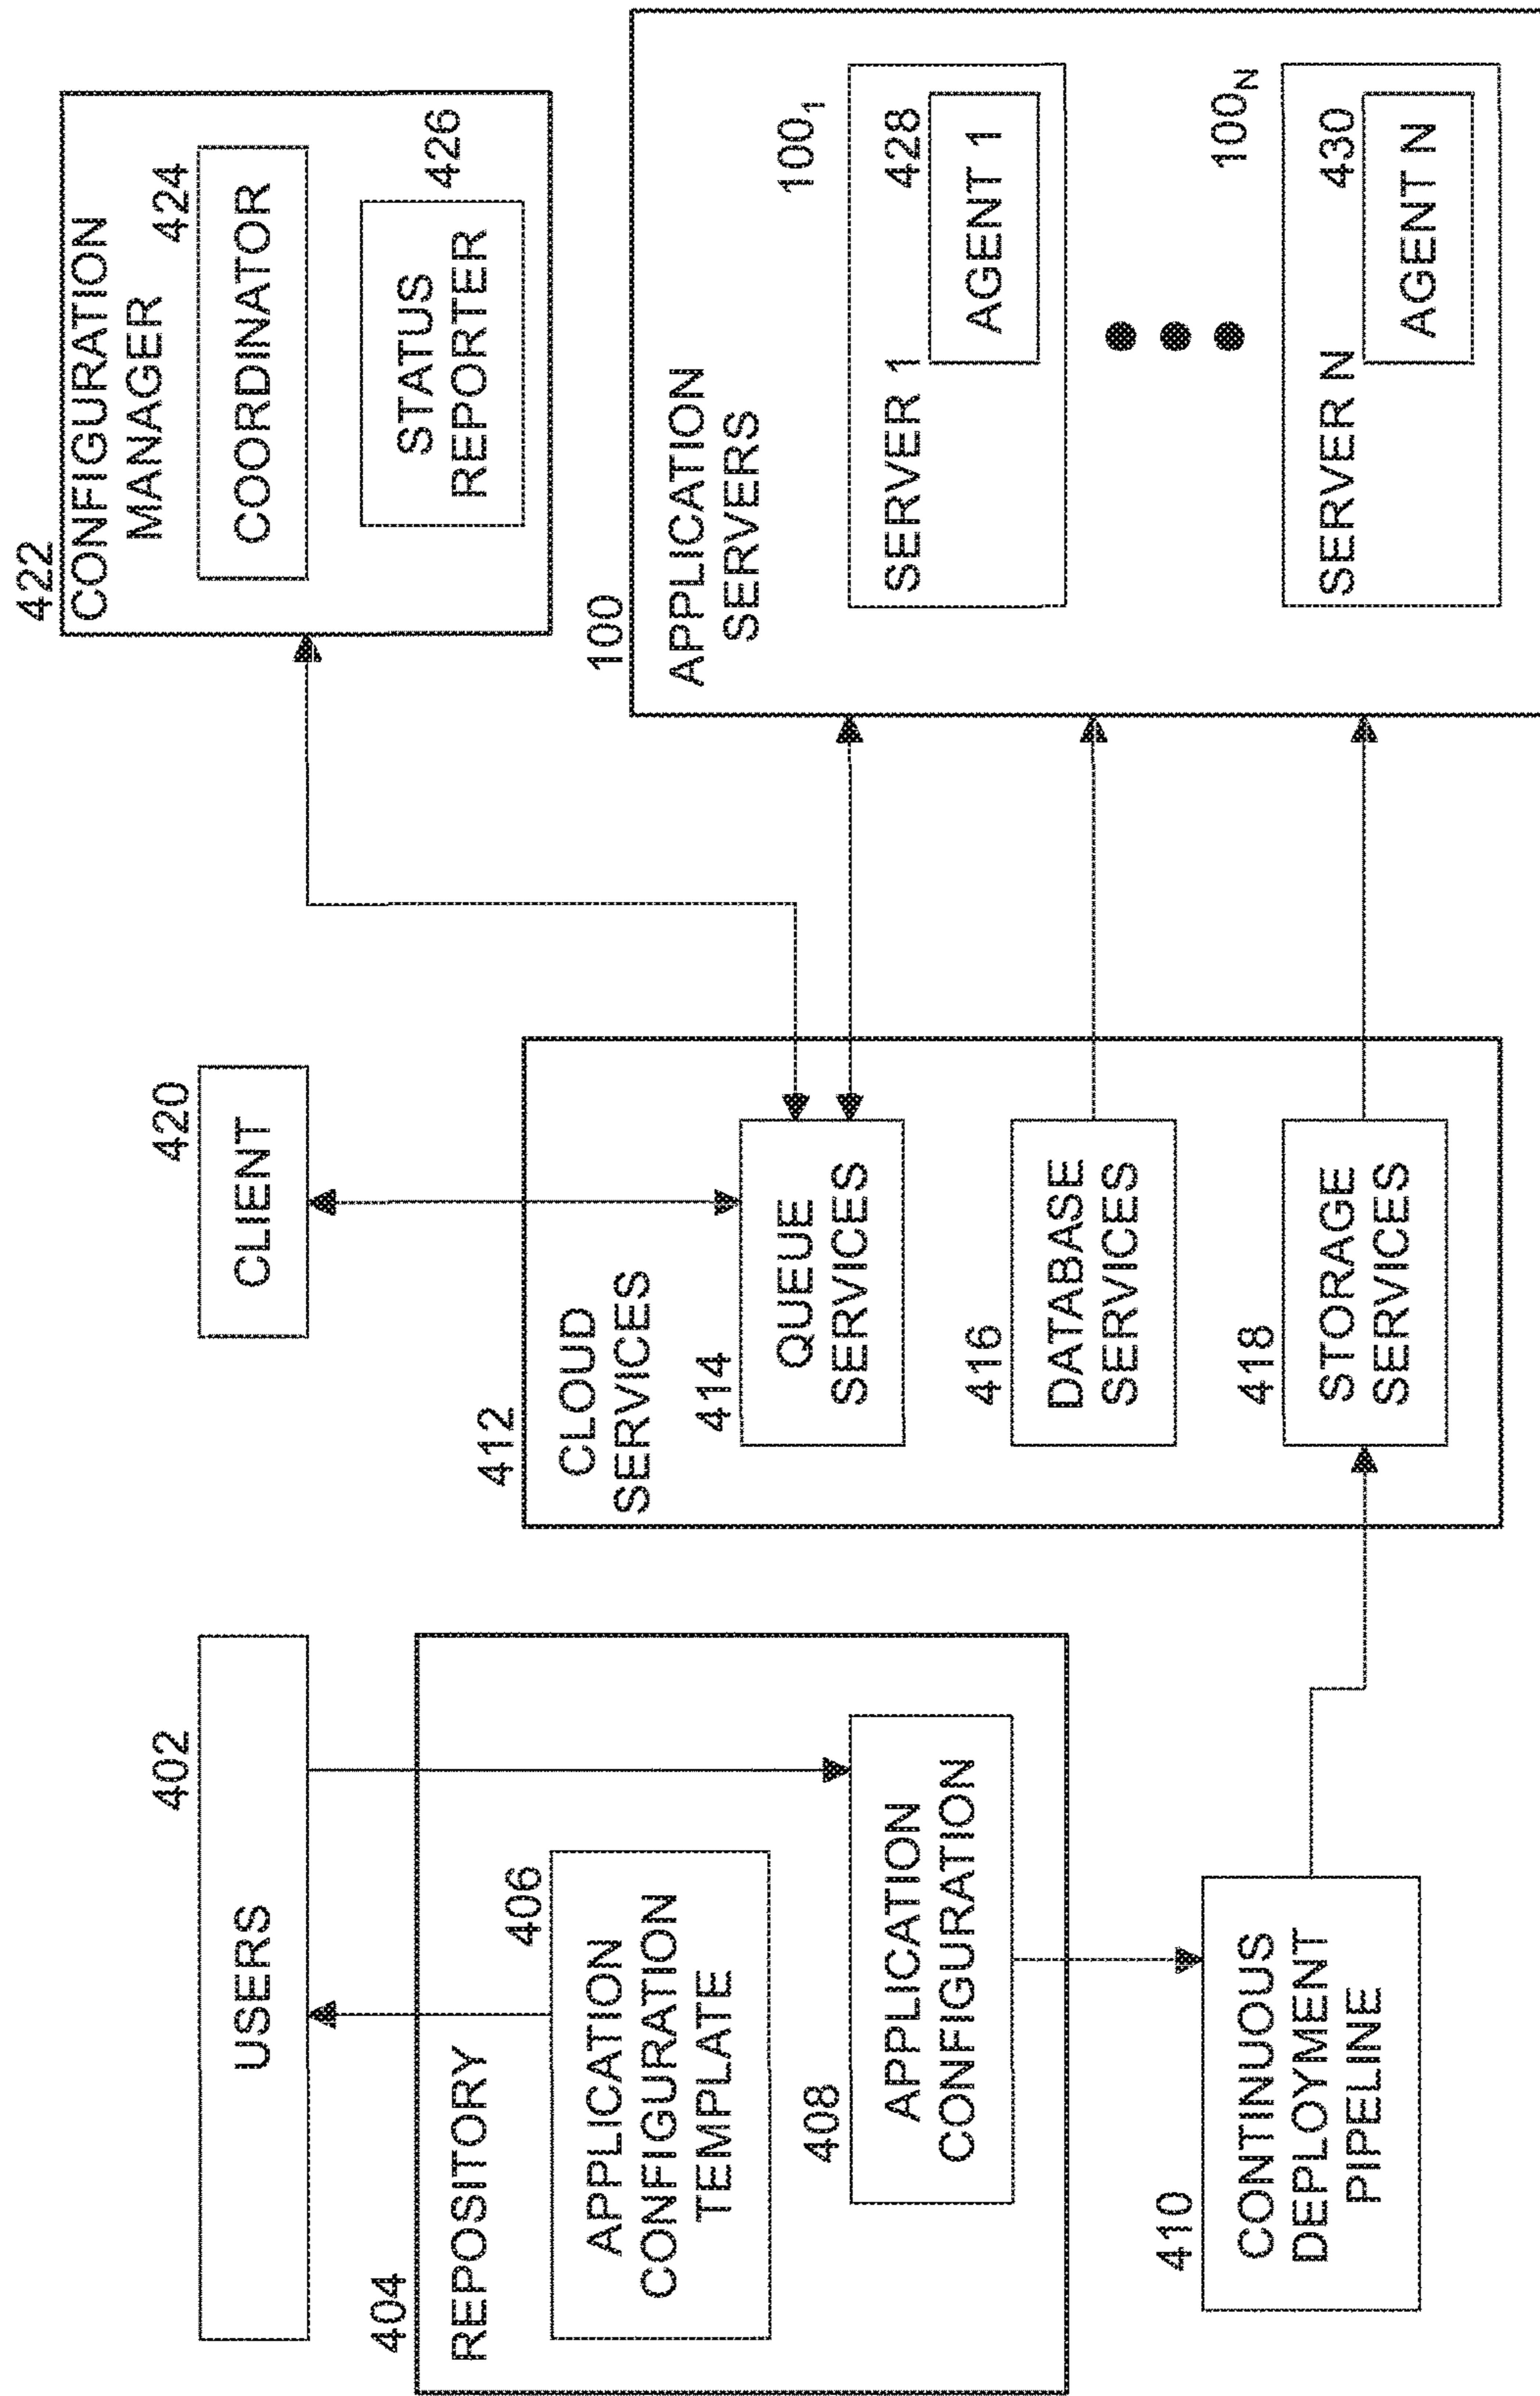 402
USERS
404
REPOSITORY
406
APPLICATION
CONFIGURATION
TEMPLATE
408
APPLICATION
CONFIGURATION
410
CONTINUOUS
DEPLOYMENT
PIPELINE
420
CLIENT
412
CLOUD
SERVICES
414
QUEUE
SERVICES
416
DATABASE
SERVICES
418
STORAGE
SERVICES
422
CONFIGURATION
MANAGER
424
COORDINATOR
426
STATUS
REPORTER
100
APPLICATION
SERVERS
100₁
SERVER 1
428
AGENT 1
100_N
SERVER N
430
AGENT N